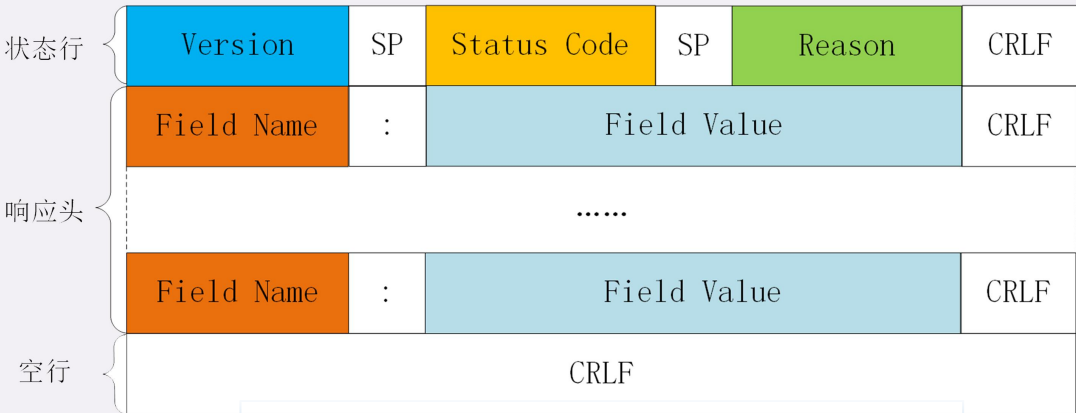 状态行 Version SP Status Code SP Reason CRLF
Field Name : Field Value CRLF
响应头 ......
Field Name : Field Value CRLF
空行 CRLF